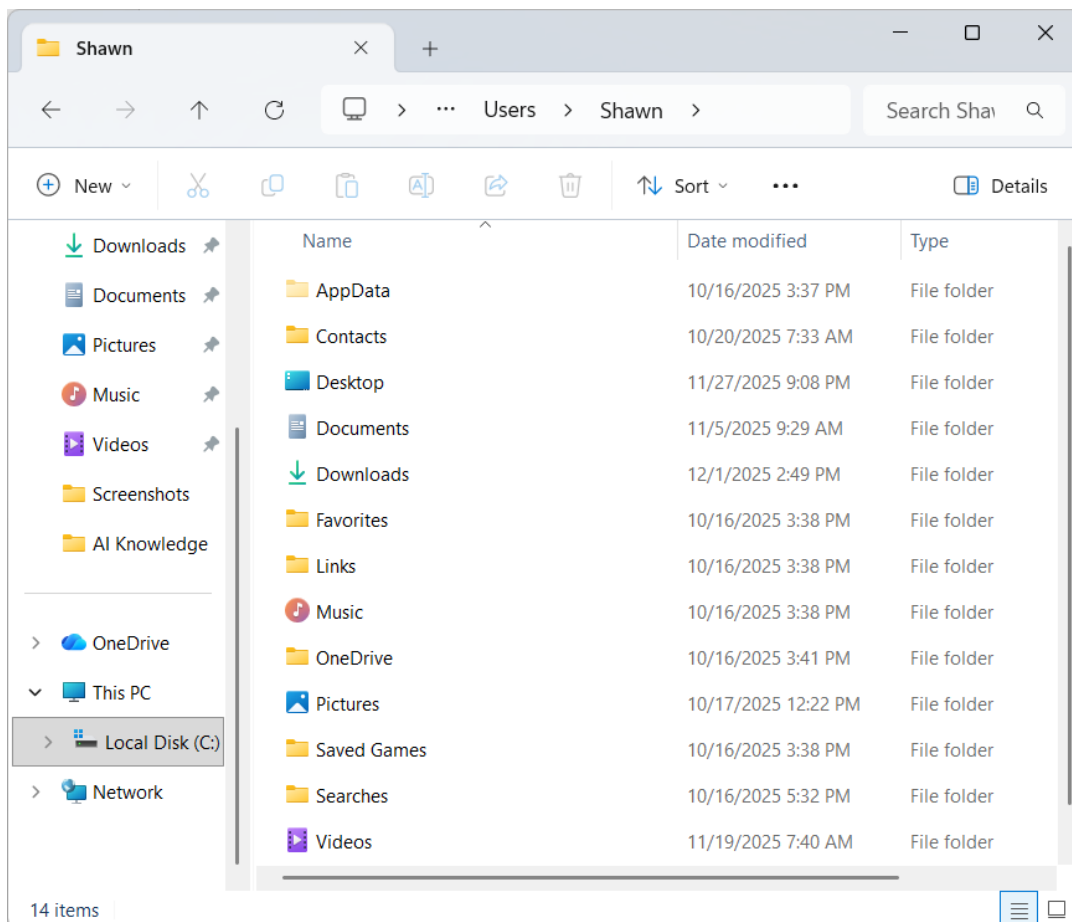 Shawn
Users Shawn Search Shaw
New Sort Details
Downloads
Documents
Pictures
Music
Videos
Screenshots
AI Knowledge
OneDrive
This PC
Local Disk (C:)
Network
Name Date modified Type
AppData 10/16/2025 3:37 PM File folder
Contacts 10/20/2025 7:33 AM File folder
Desktop 11/27/2025 9:08 PM File folder
Documents 11/5/2025 9:29 AM File folder
Downloads 12/1/2025 2:49 PM File folder
Favorites 10/16/2025 3:38 PM File folder
Links 10/16/2025 3:38 PM File folder
Music 10/16/2025 3:38 PM File folder
OneDrive 10/16/2025 3:41 PM File folder
Pictures 10/17/2025 12:22 PM File folder
Saved Games 10/16/2025 3:38 PM File folder
Searches 10/16/2025 5:32 PM File folder
Videos 11/19/2025 7:40 AM File folder
14 items